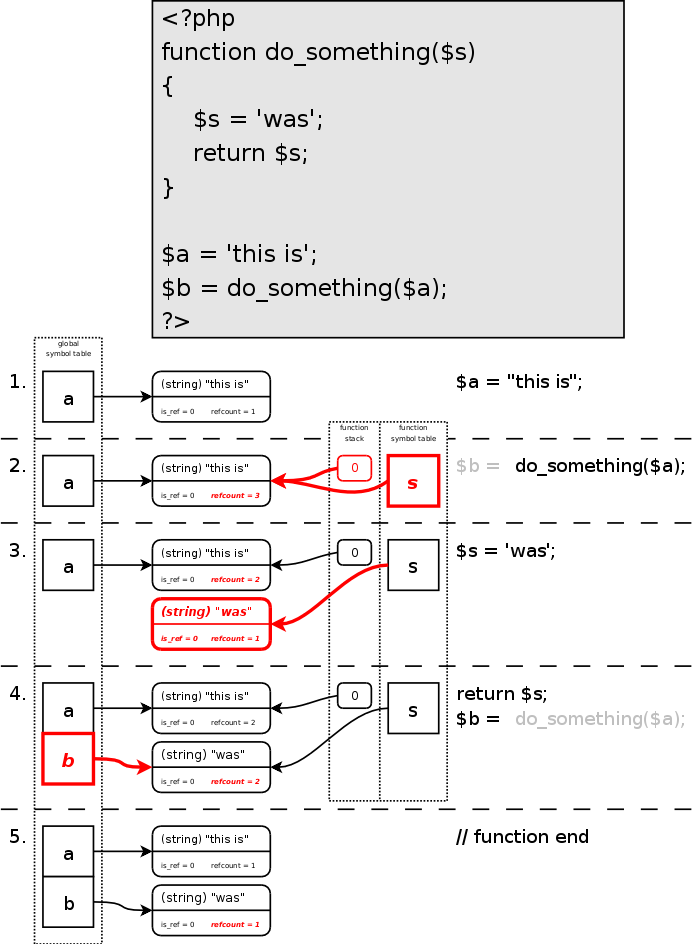 <?php
function do_something($s)
{
    $s = 'was';
    return $s;
}
$a = 'this is';
$b = do_something($a);
?>
global
symbol table
1.
a
(string) "this is"
is_ref = 0 refcount = 1
$a = "this is";
function
stack
function
symbol table
2.
a
(string) "this is"
is_ref = 0 refcount = 3
0
s
$b = do_something($a);
3.
a
(string) "this is"
is_ref = 0 refcount = 2
0
s
$s = 'was';
(string) "was"
is_ref = 0 refcount = 1
4.
a
(string) "this is"
is_ref = 0 refcount = 2
0
s
return $s;
$b = do_something($a);
b
(string) "was"
is_ref = 0 refcount = 2
5.
a
(string) "this is"
is_ref = 0 refcount = 1
// function end
b
(string) "was"
is_ref = 0 refcount = 1